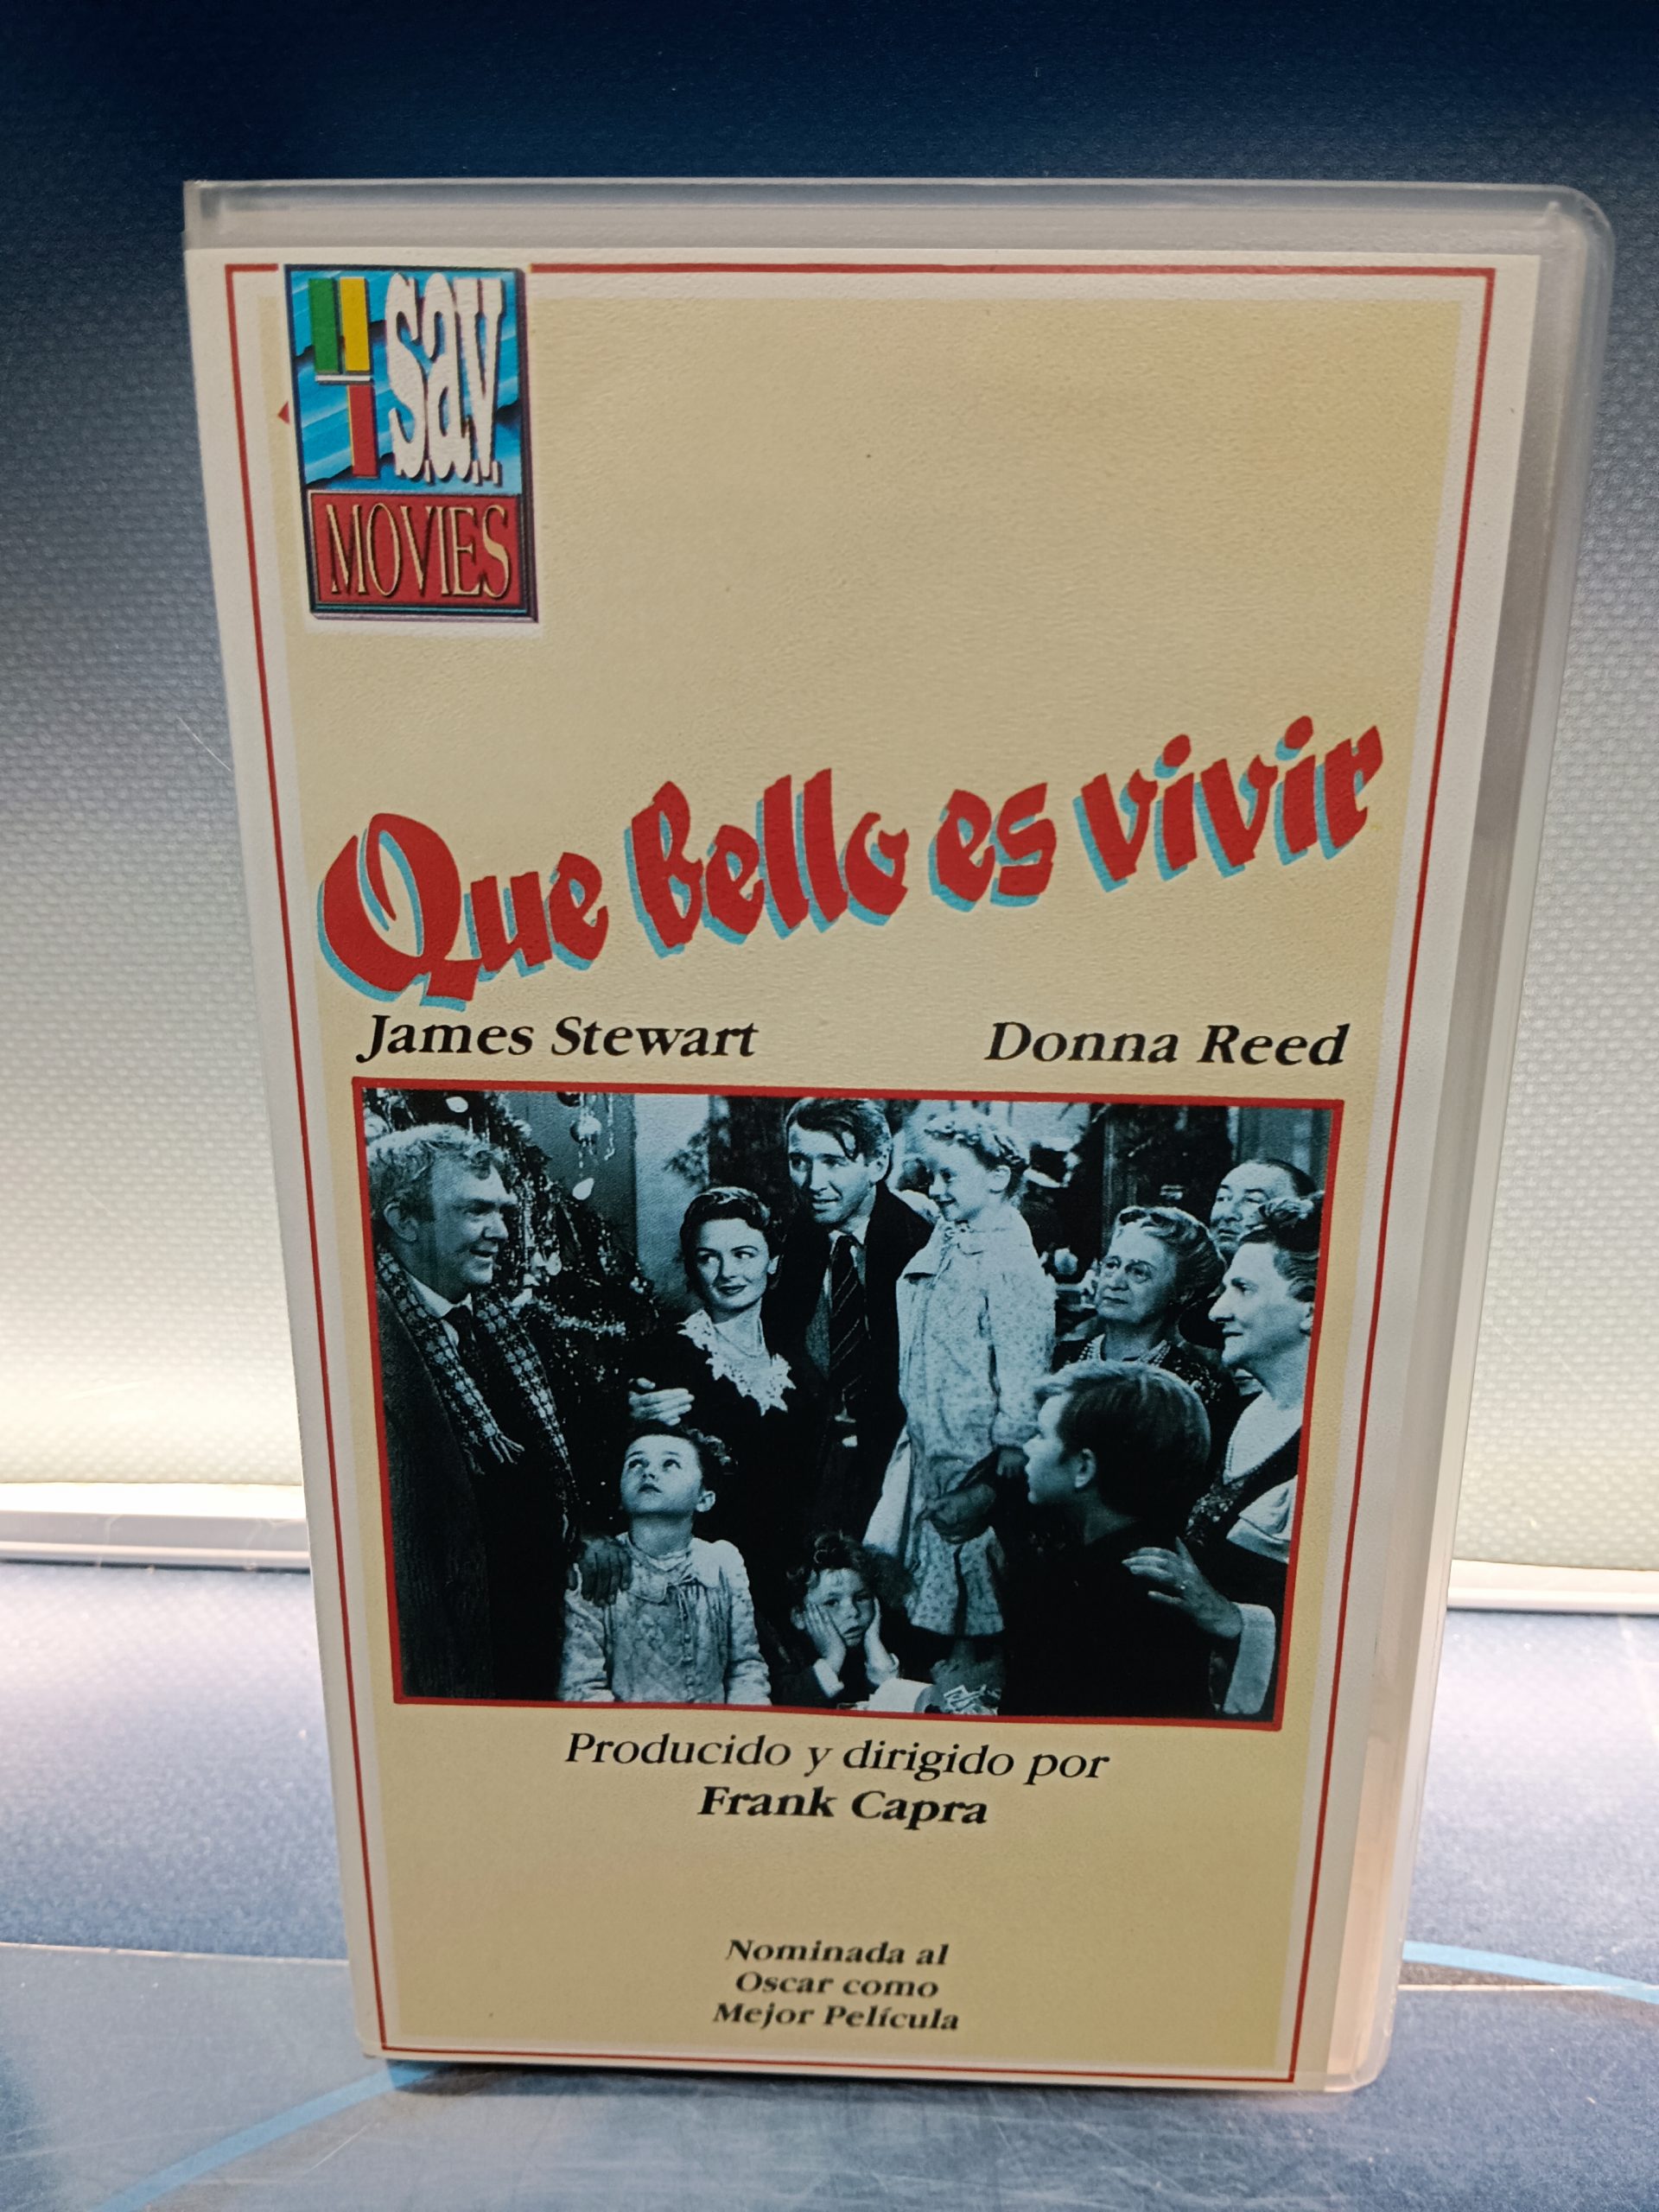 s.a.v.
MOVIES
Que bello es vivir
James Stewart Donna Reed
Producido y dirigido por
Frank Capra
Nominada al
Oscar como
Mejor Película